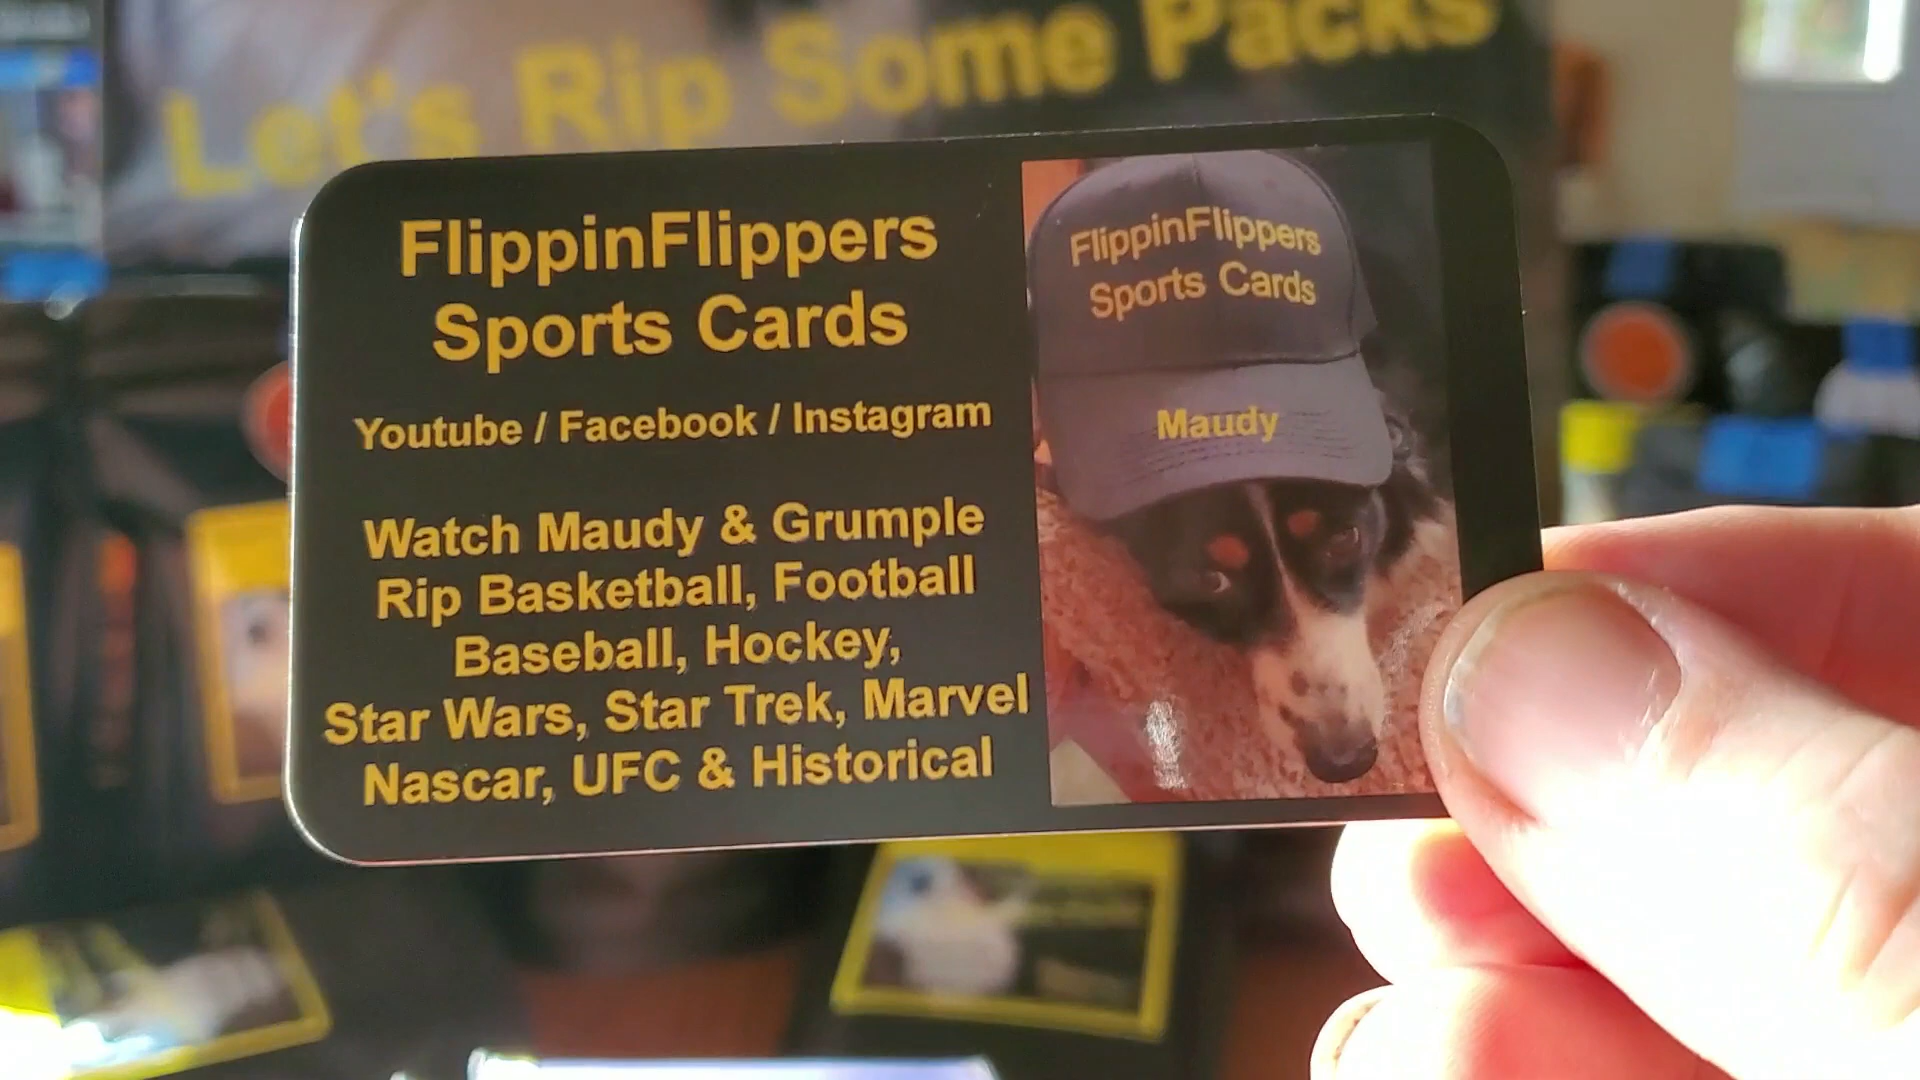 Let's Rip Some Packs
FlippinFlippers
Sports Cards
Youtube / Facebook / Instagram
Watch Maudy & Grumple
Rip Basketball, Football
Baseball, Hockey,
Star Wars, Star Trek, Marvel
Nascar, UFC & Historical
FlippinFlippers
Sports Cards
Maudy